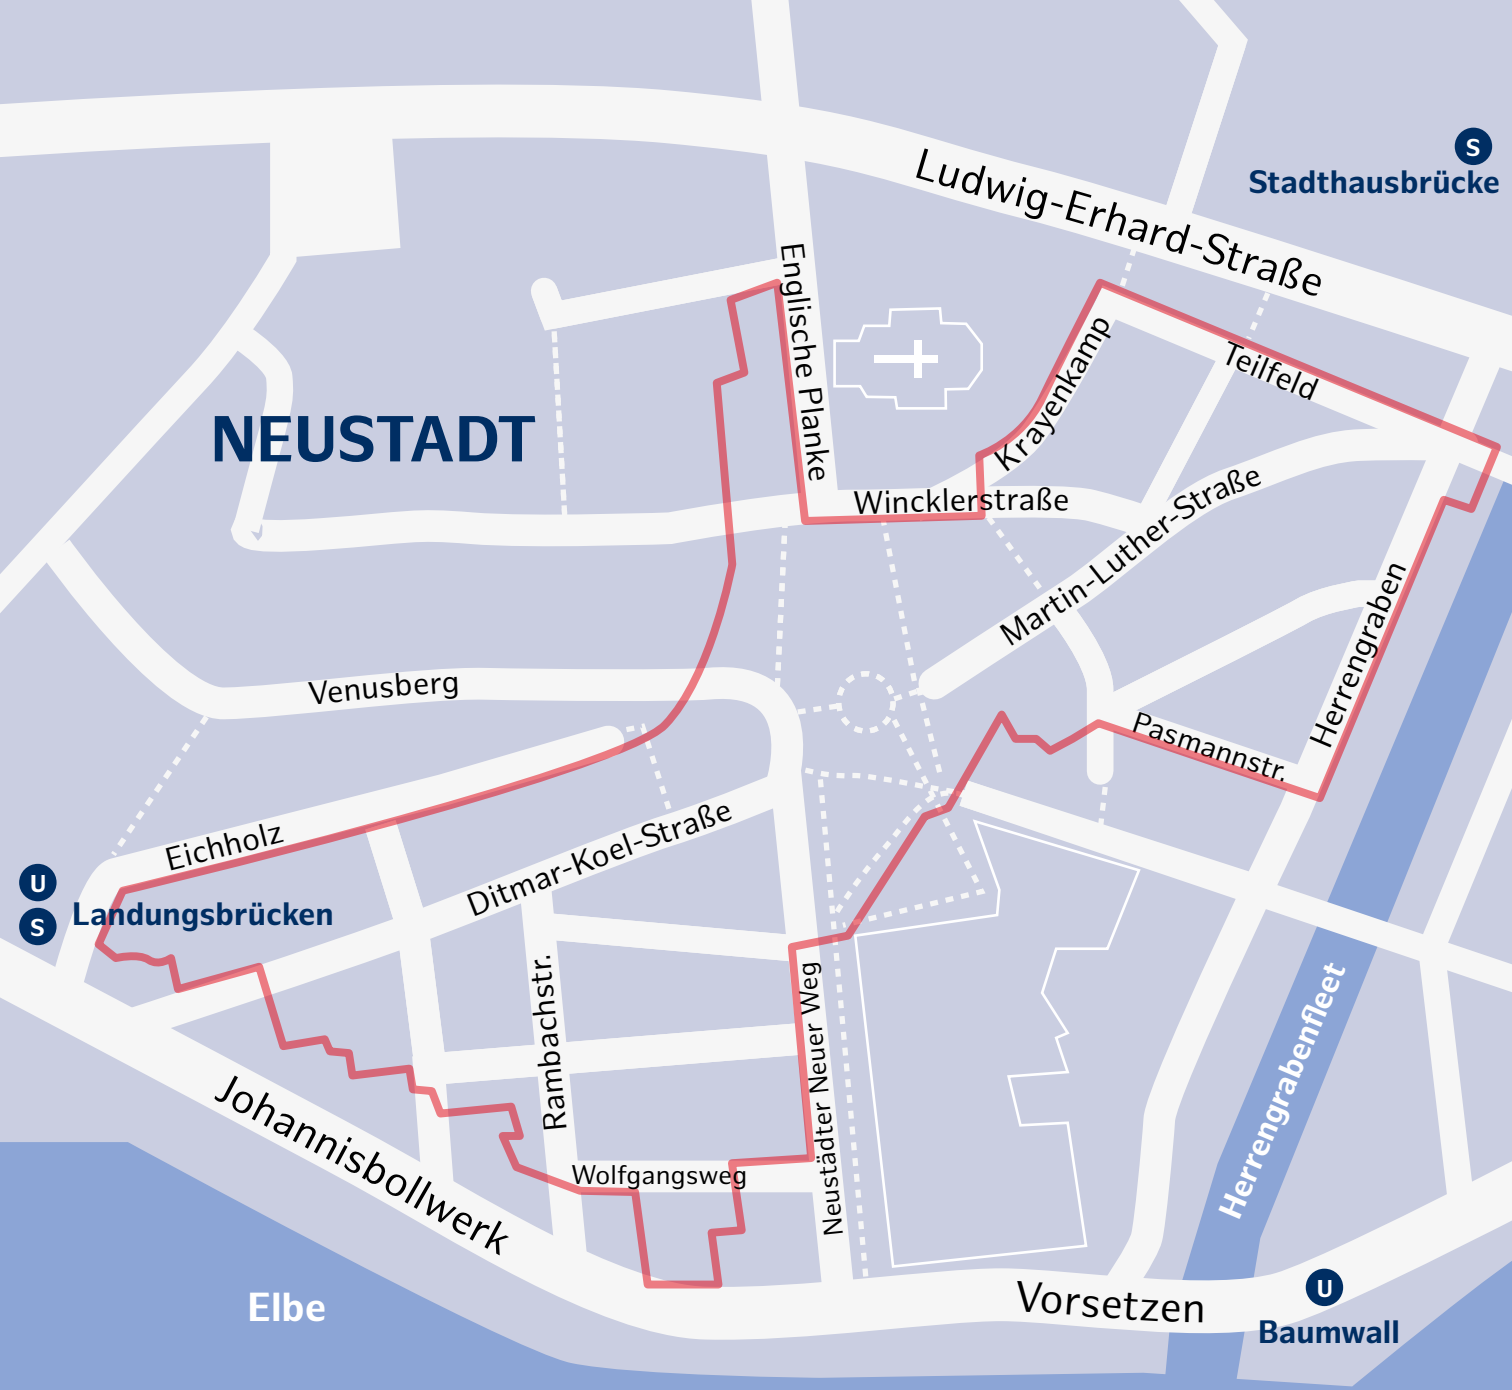 S
Stadthausbrücke
Ludwig-Erhard-Straße
Englische Planke
Krayenkamp
Teilfeld
NEUSTADT
Wincklerstraße
Martin-Luther-Straße
Herrengraben
Venusberg
Pasmannstr.
Eichholz
Ditmar-Koel-Straße
U
S
Landungsbrücken
Rambachstr.
Neustädter Neuer Weg
Herrengrabenfleet
Johannisbollwerk
Wolfgangsweg
Elbe
Vorsetzen
U
Baumwall